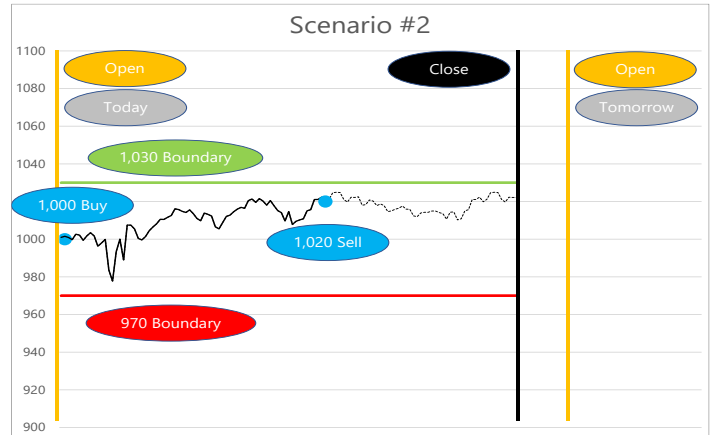 Scenario #2
1100
1080
1060
1040
1020
1000
980
960
940
920
900
Open
Close
Open
Today
Tomorrow
1,030 Boundary
1,000 Buy
1,020 Sell
970 Boundary